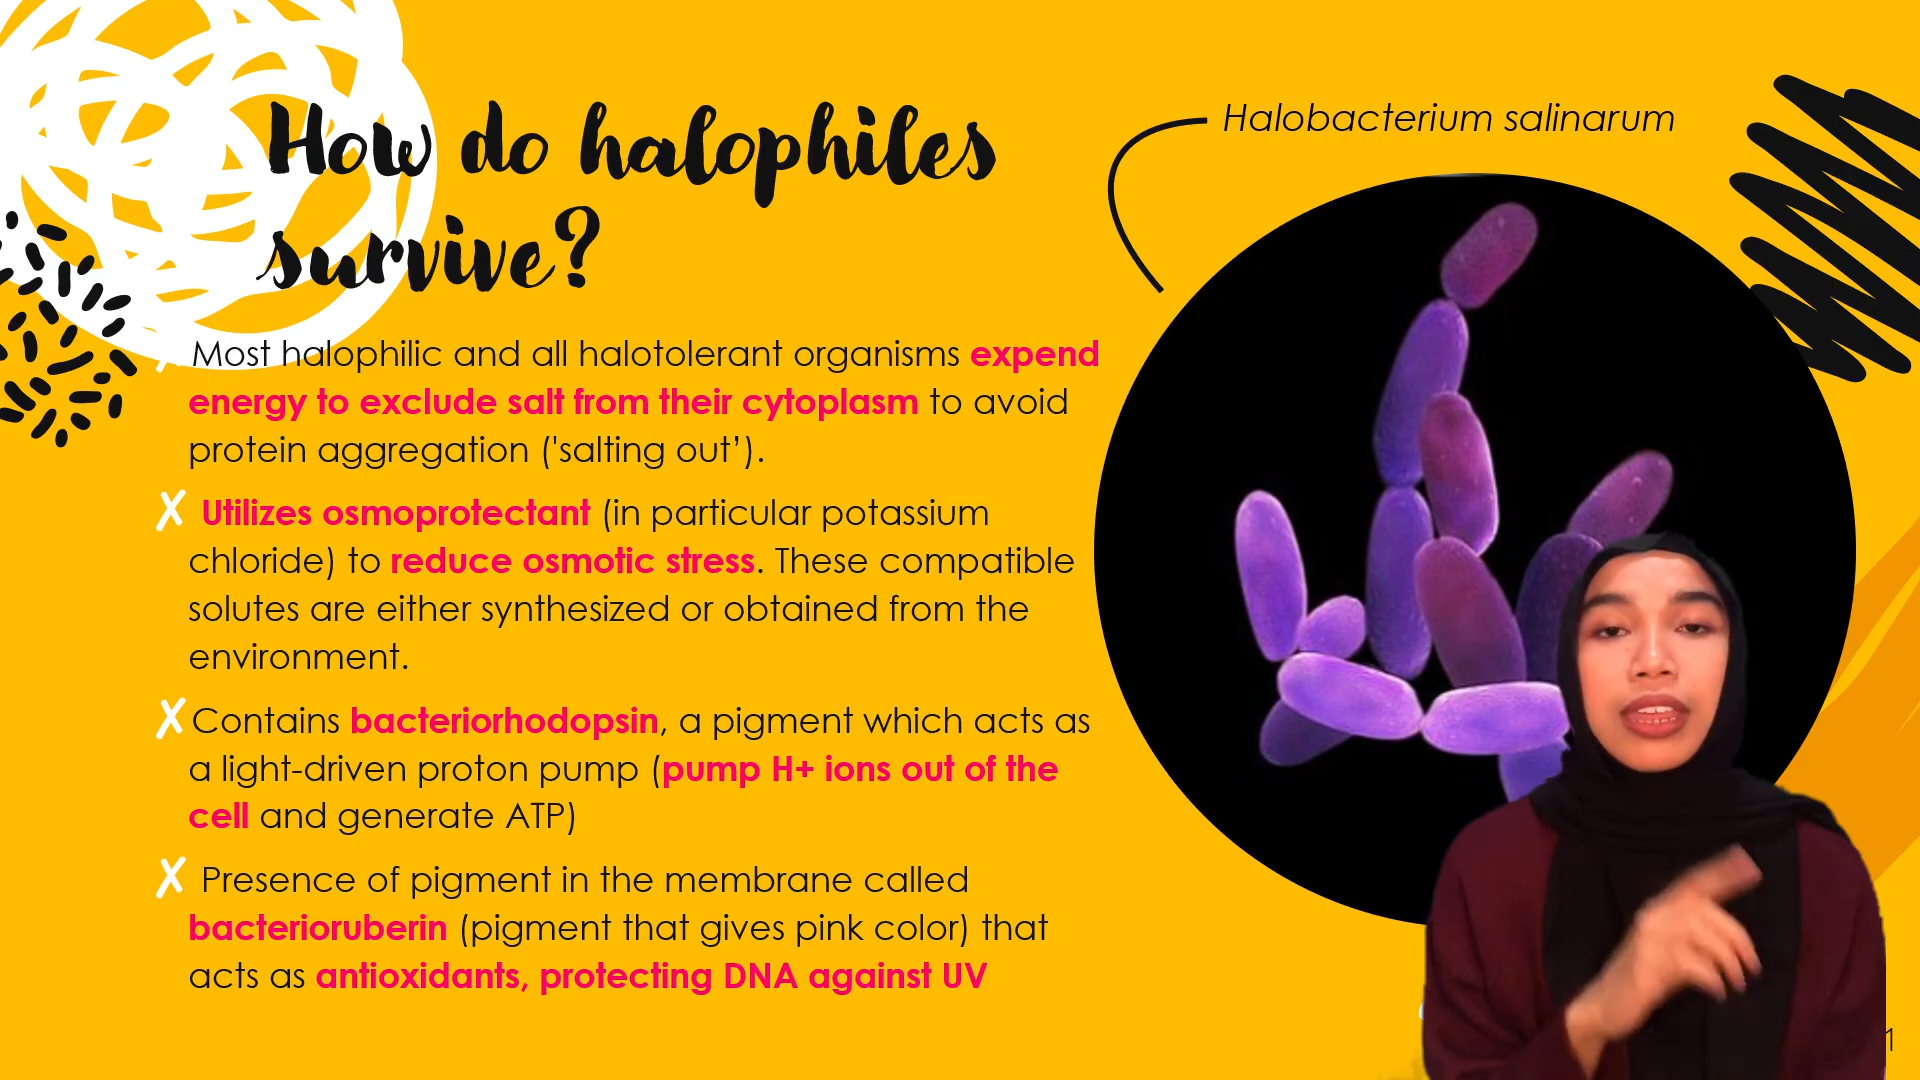 How do halophiles
survive?
Halobacterium salinarum
Most halophilic and all halotolerant organisms expend
energy to exclude salt from their cytoplasm to avoid
protein aggregation ('salting out’).
✗ Utilizes osmoprotectant (in particular potassium
chloride) to reduce osmotic stress. These compatible
solutes are either synthesized or obtained from the
environment.
✗ Contains bacteriorhodopsin, a pigment which acts as
a light-driven proton pump (pump H+ ions out of the
cell and generate ATP)
✗ Presence of pigment in the membrane called
bacterioruberin (pigment that gives pink color) that
acts as antioxidants, protecting DNA against UV